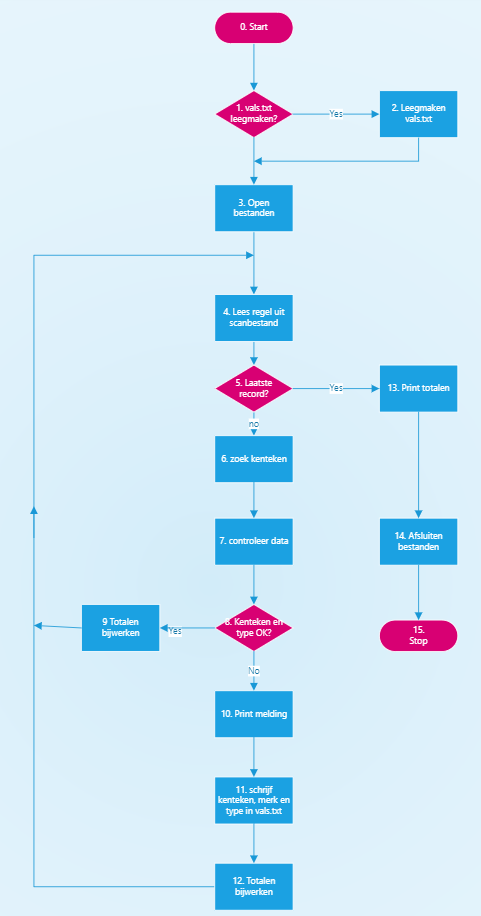 0. Start
1. vals.txt
leegmaken?
Yes
2. Leegmaken
vals.txt
3. Open
bestanden
4. Lees regel uit
scanbestand
5. Laatste
record?
Yes
13. Print totalen
no
6. zoek kenteken
7. controleer data
14. Afsluiten
bestanden
8. Kenteken en
type OK?
Yes
9 Totalen
bijwerken
15.
Stop
No
10. Print melding
11. schrijf
kenteken, merk en
type in vals.txt
12. Totalen
bijwerken